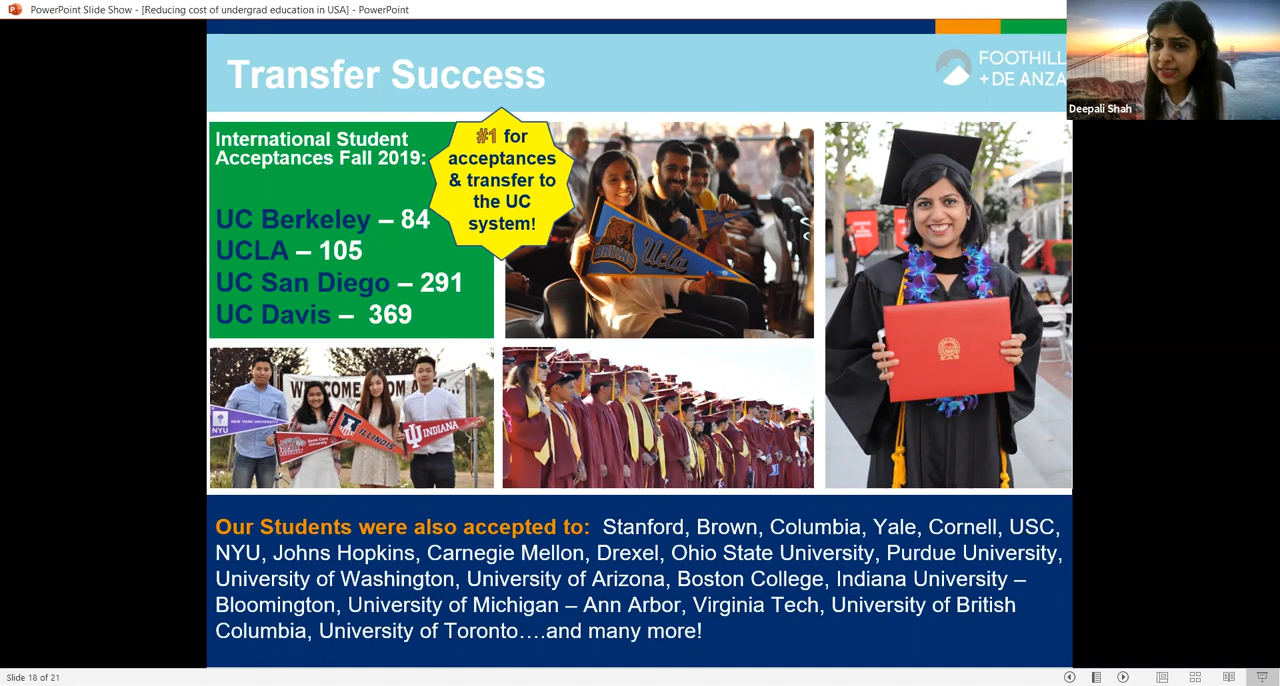 PowerPoint Slide Show - [Reducing cost of undergrad education in USA] - PowerPoint
Transfer Success
FOOTHILL
+DE ANZA
Deepali Shah
International Student
Acceptances Fall 2019:
UC Berkeley – 84
UCLA – 105
UC San Diego – 291
UC Davis – 369
#1 for
acceptances
& transfer to
the UC
system!
BRUINS
Ucla
WELCOME
NYU
NEW YORK UNIVERSITY
ILLINOIS
INDIANA
Our Students were also accepted to: Stanford, Brown, Columbia, Yale, Cornell, USC,
NYU, Johns Hopkins, Carnegie Mellon, Drexel, Ohio State University, Purdue University,
University of Washington, University of Arizona, Boston College, Indiana University –
Bloomington, University of Michigan – Ann Arbor, Virginia Tech, University of British
Columbia, University of Toronto….and many more!
Slide 18 of 21